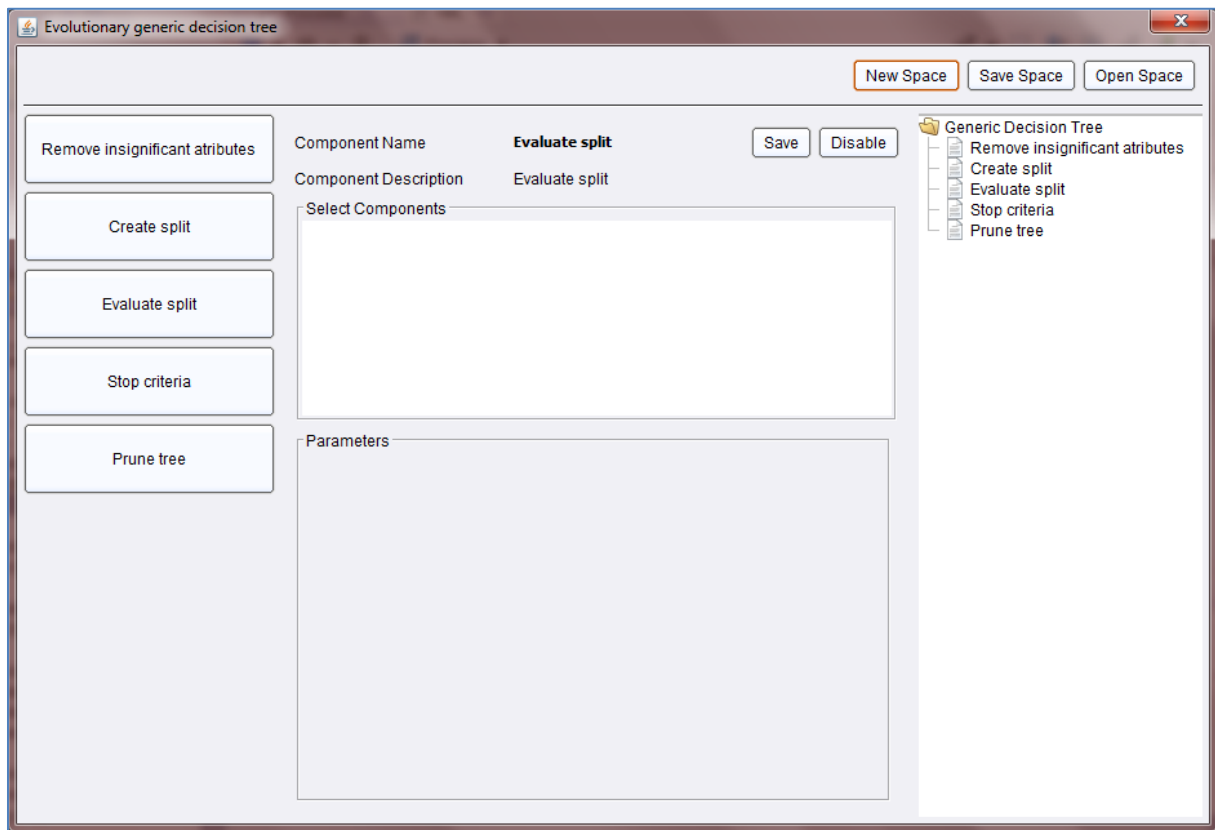 Evolutionary generic decision tree
New Space Save Space Open Space
Remove insignificant atributes
Create split
Evaluate split
Stop criteria
Prune tree
Component Name Evaluate split Save Disable
Component Description Evaluate split
Select Components
Parameters
Generic Decision Tree
Remove insignificant atributes
Create split
Evaluate split
Stop criteria
Prune tree